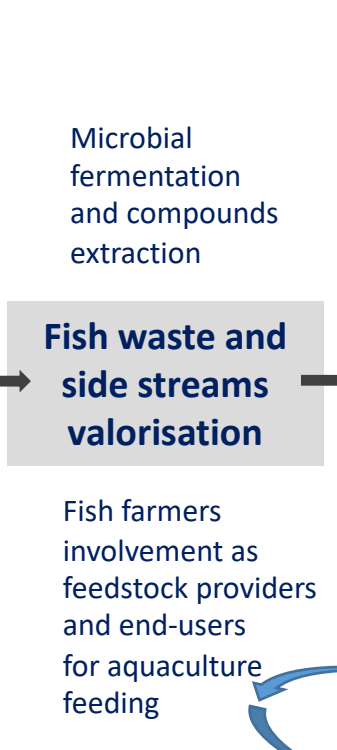 Microbial
fermentation
and compounds
extraction
Fish waste and
side streams
valorisation
Fish farmers
involvement as
feedstock providers
and end-users
for aquaculture
feeding